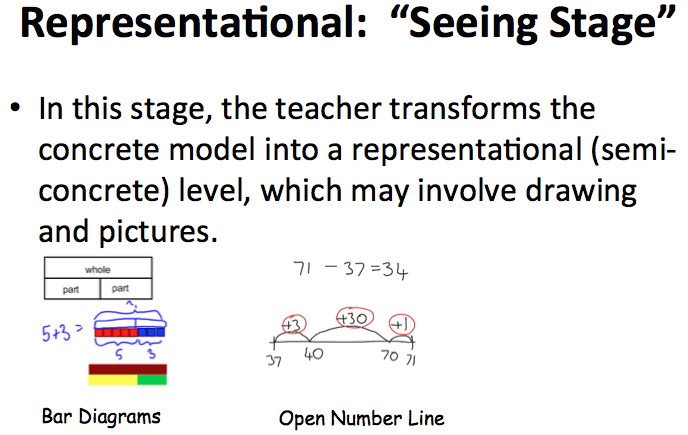 Representational: “Seeing Stage”
• In this stage, the teacher transforms the
concrete model into a representational (semi-
concrete) level, which may involve drawing
and pictures.
whole
part part
?
5+3=
5 3
71 - 37 = 34
+3 +30 +1
37 40 70 71
Bar Diagrams
Open Number Line